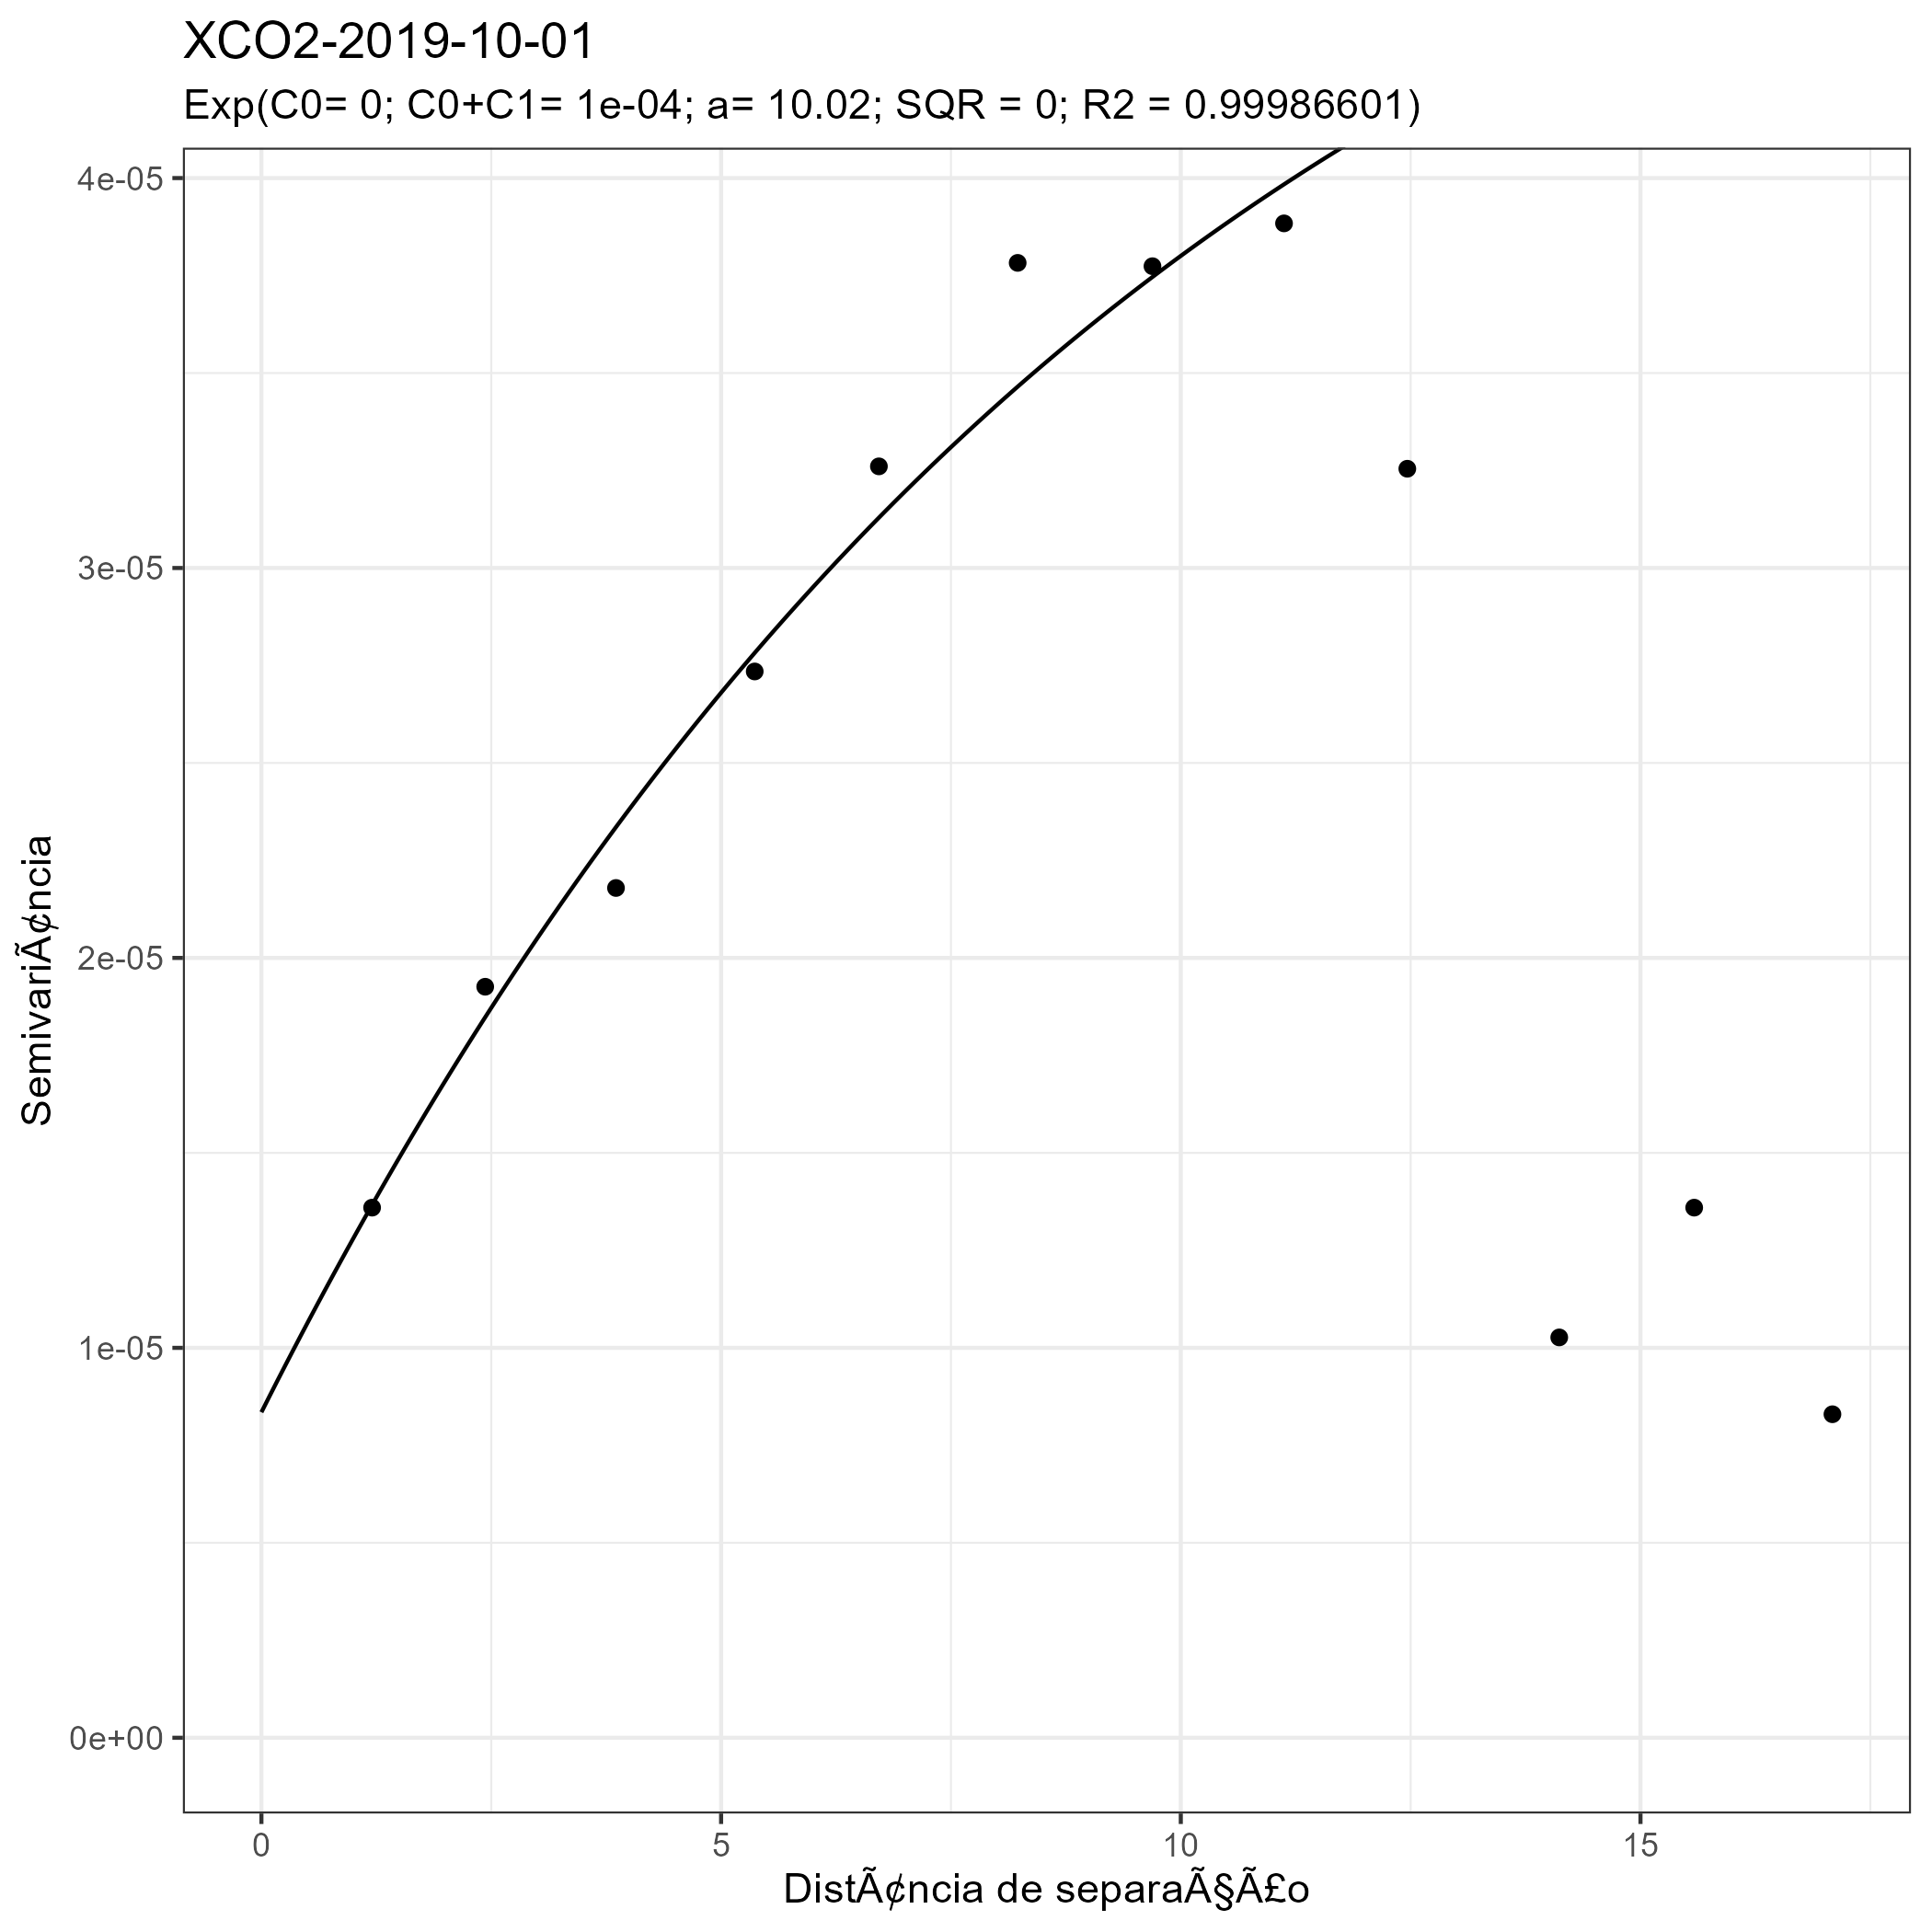 XCO2-2019-10-01
Exp(C0= 0; C0+C1= 1e-04; a= 10.02; SQR = 0; R2 = 0.99986601)
4e-05
3e-05
2e-05
1e-05
0e+00
SemivariÃ¢ncia
0
5
10
15
DistÃ¢ncia de separaÃ§Ã£o